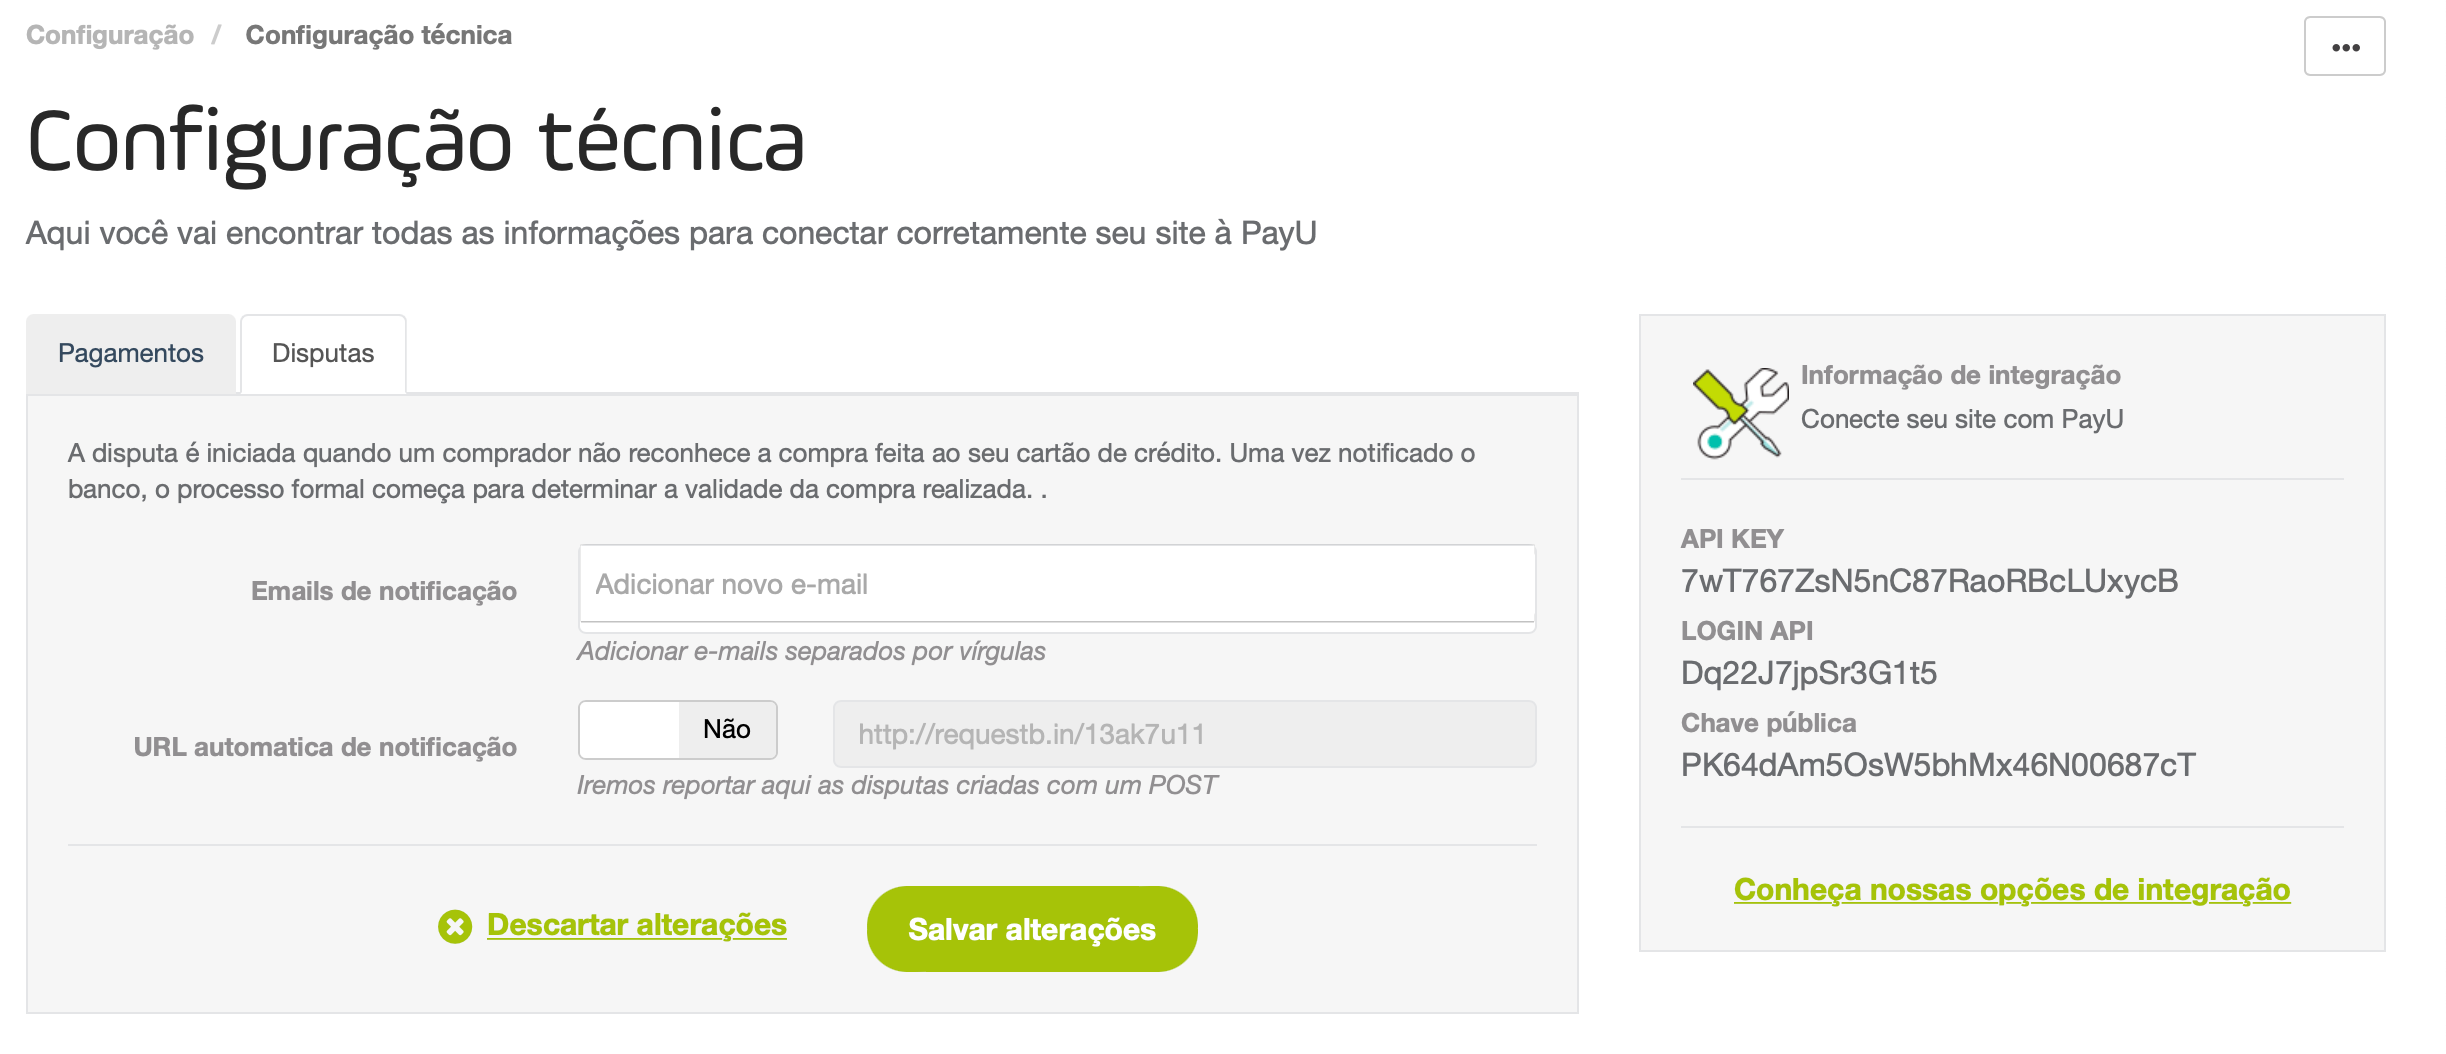 Configuração / Configuração técnica
Configuração técnica
Aqui você vai encontrar todas as informações para conectar corretamente seu site à PayU
Pagamentos
Disputas
A disputa é iniciada quando um comprador não reconhece a compra feita ao seu cartão de crédito. Uma vez notificado o
banco, o processo formal começa para determinar a validade da compra realizada. .
Emails de notificação
Adicionar novo e-mail
Adicionar e-mails separados por vírgulas
URL automatica de notificação
Não
http://requestb.in/13ak7u11
Iremos reportar aqui as disputas criadas com um POST
Descartar alterações
Salvar alterações
Informação de integração
Conecte seu site com PayU
API KEY
7wT767ZsN5nC87RaoRBcLUxycB
LOGIN API
Dq22J7jpSr3G1t5
Chave pública
PK64dAm5OsW5bhMx46N00687cT
Conheça nossas opções de integração